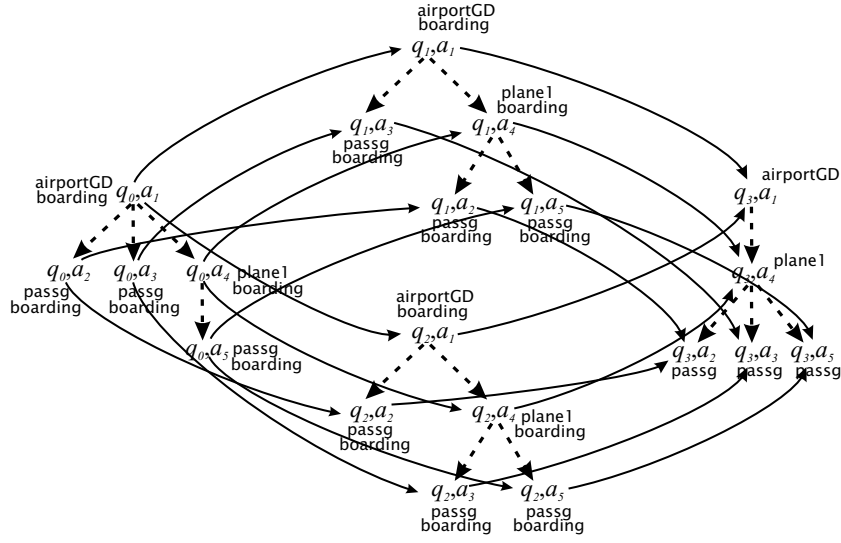 airportGD
boarding
q1,a1
plane1
boarding
q1,a3
passg
boarding
q1,a4
airportGD
boarding
q0,a1
q1,a2
passg
boarding
q1,a5
passg
boarding
airportGD
q3,a1
q0,a2
passg
boarding
q0,a3
passg
boarding
q0,a4 plane1
boarding
q3,a4 plane1
airportGD
boarding
q2,a1
q0,a5 passg
boarding
q3,a2
passg
q3,a3
passg
q3,a5
passg
q2,a2
passg
boarding
q2,a4 plane1
boarding
q2,a3
passg
boarding
q2,a5
passg
boarding